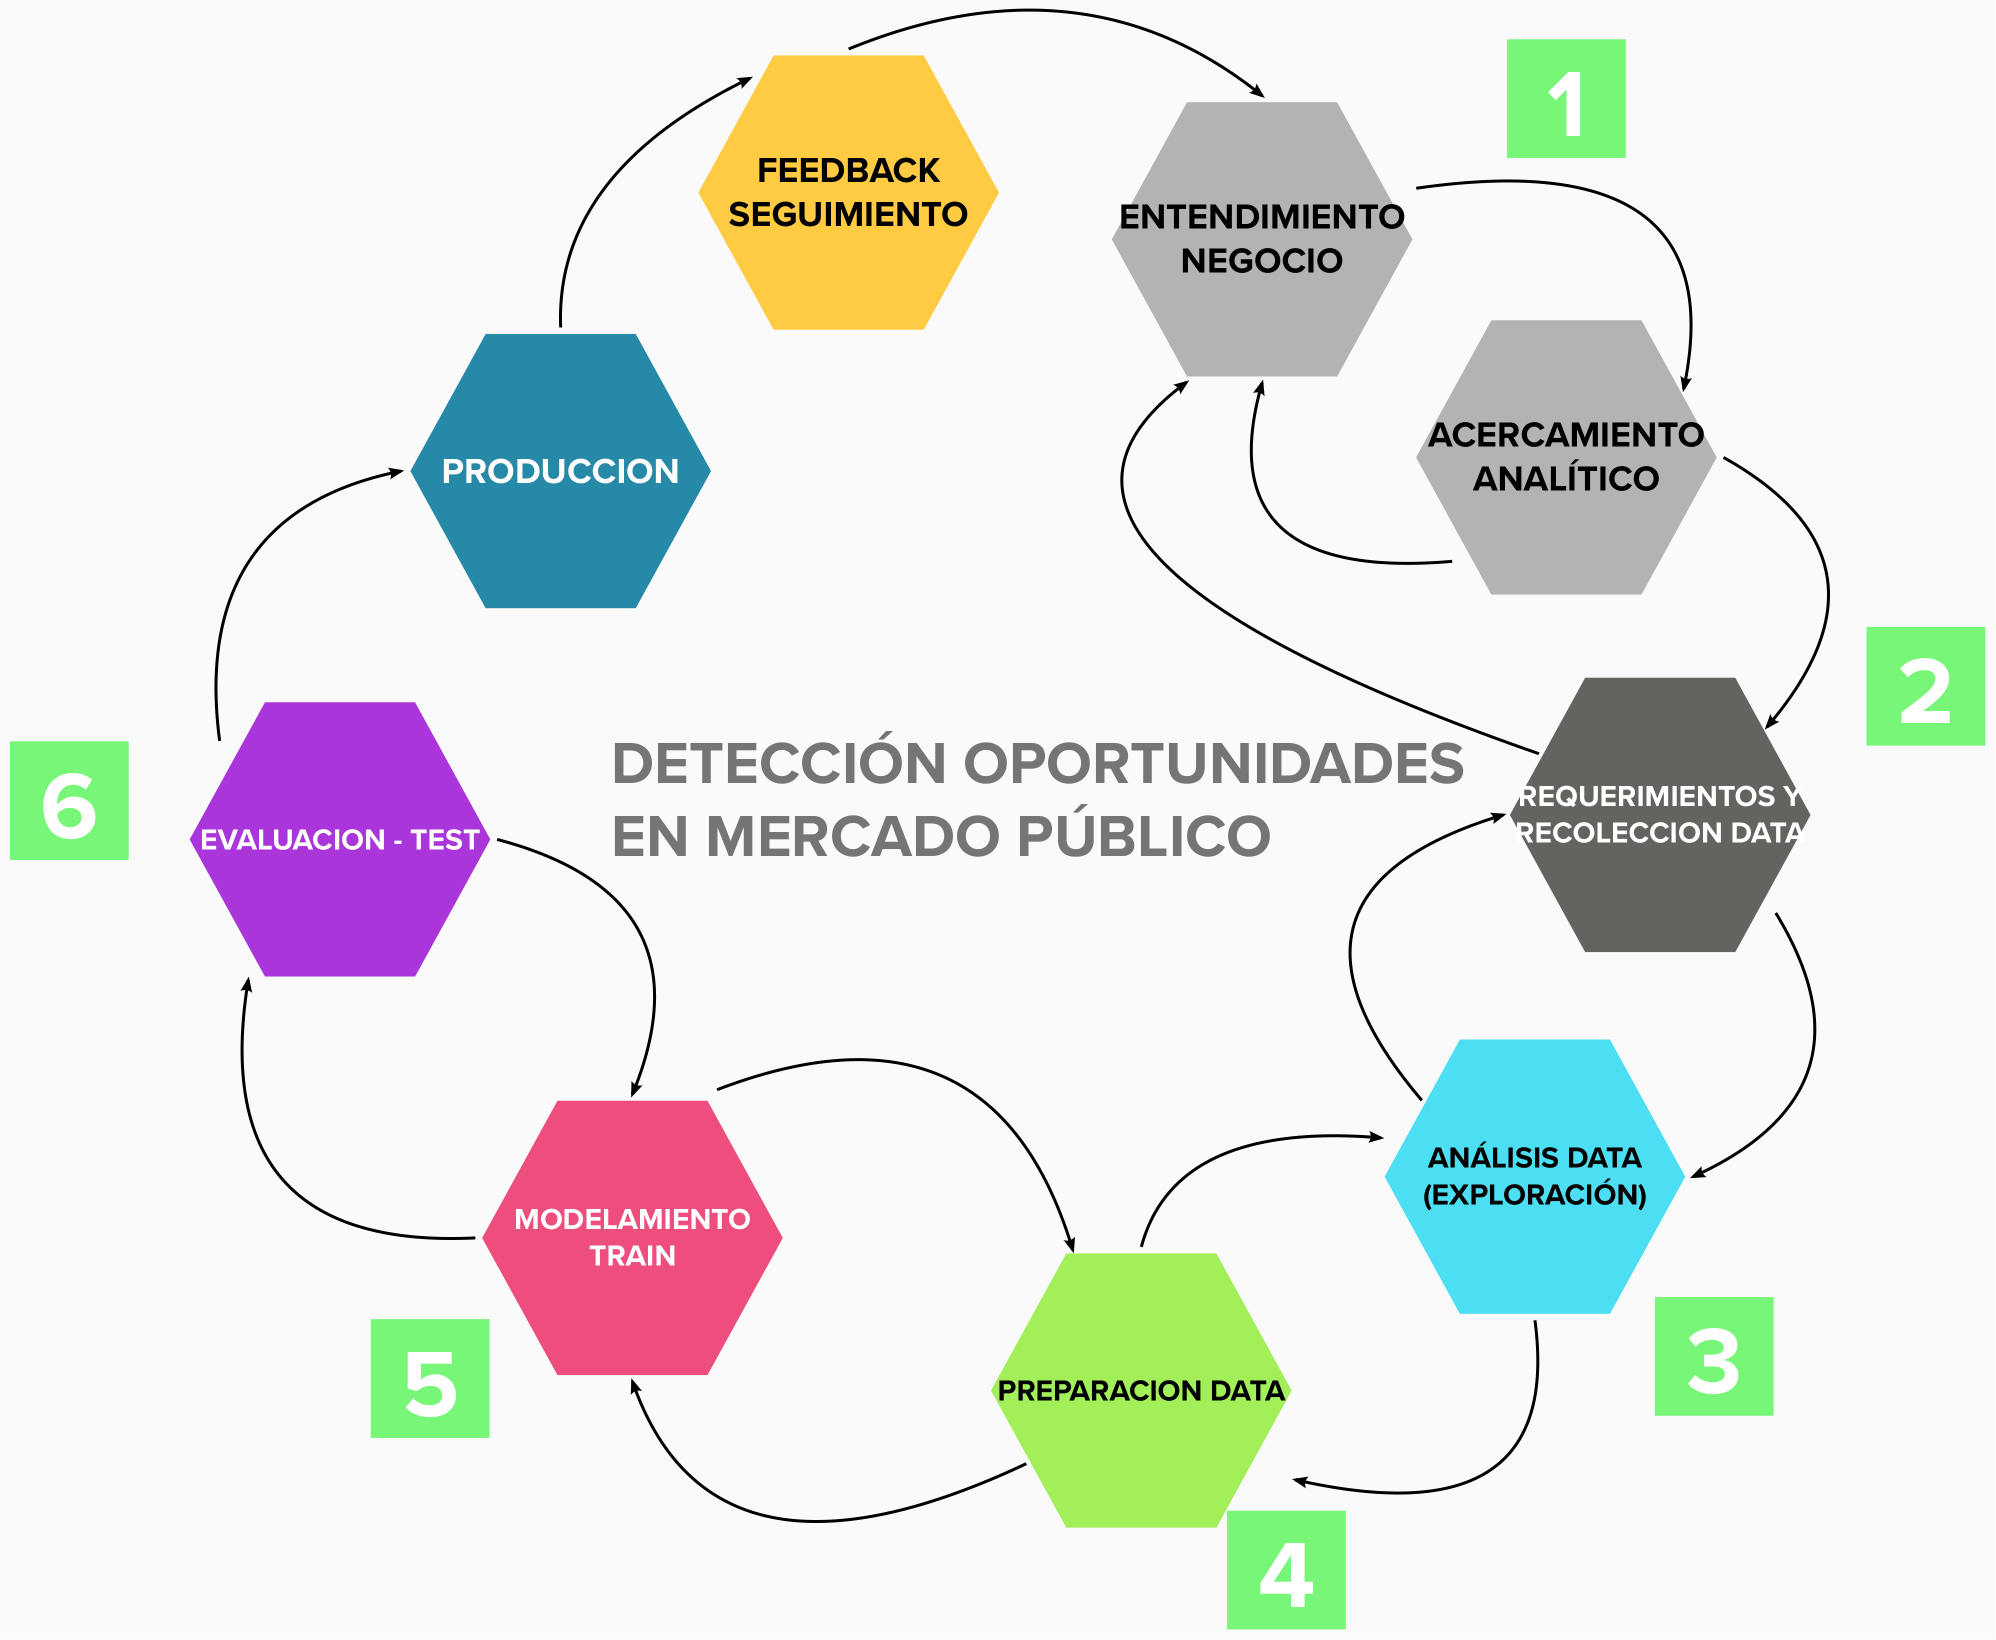 FEEDBACK
SEGUIMIENTO
ENTENDIMIENTO
NEGOCIO
1
ACERCAMIENTO
ANALÍTICO
PRODUCCION
2
REQUERIMIENTOS Y
RECOLECCION DATA
DETECCIÓN OPORTUNIDADES
EN MERCADO PÚBLICO
6
EVALUACION - TEST
ANÁLISIS DATA
(EXPLORACIÓN)
3
MODELAMIENTO
TRAIN
5
PREPARACION DATA
4